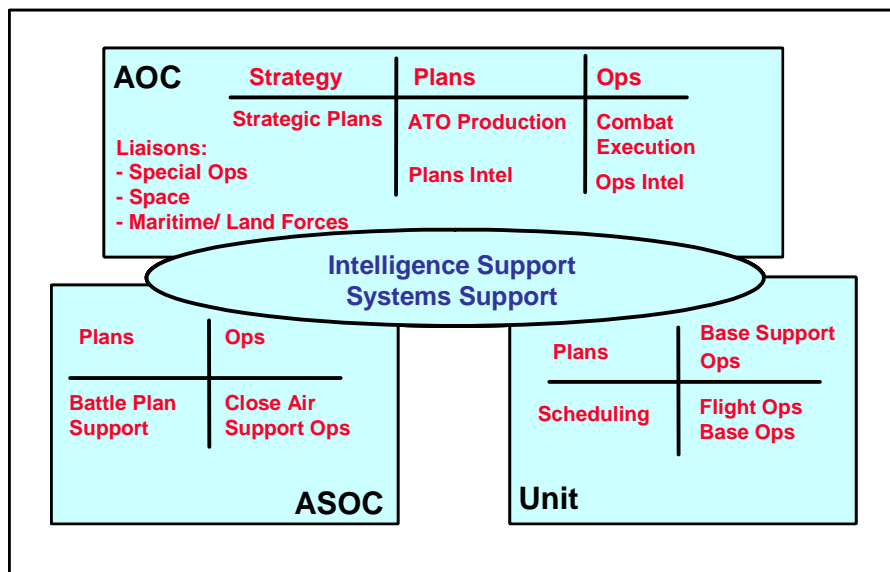 AOC
Strategy
Plans
Ops
Strategic Plans
ATO Production
Plans Intel
Combat
Execution
Ops Intel
Liaisons:
- Special Ops
- Space
- Maritime/ Land Forces
Intelligence Support
Systems Support
Plans
Ops
Battle Plan
Support
Close Air
Support Ops
ASOC
Plans
Base Support
Ops
Scheduling
Flight Ops
Base Ops
Unit